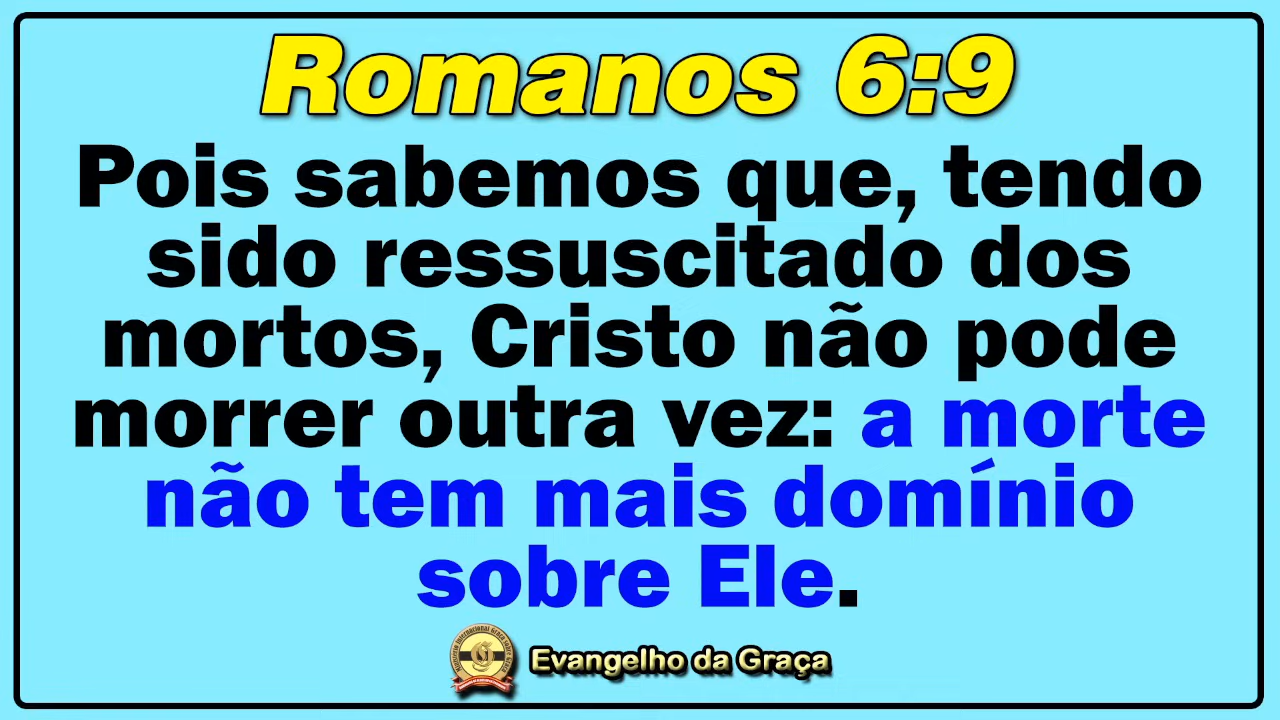 Romanos 6:9
Pois sabemos que, tendo
sido ressuscitado dos
mortos, Cristo não pode
morrer outra vez: a morte
não tem mais domínio
sobre Ele.
Evangelho da Graça